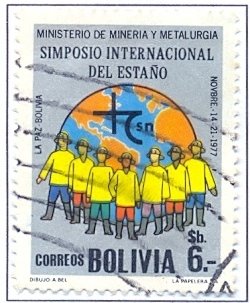 MINISTERIO DE MINERIA Y METALURGIA
SIMPOSIO INTERNACIONAL
DEL ESTAÑO
LA PAZ-BOLIVIA
NOVBRE.-14-21-1977
sn
CORREOS BOLIVIA $b. 6.-
DIBUJO A.BEL
LA PAPELERA